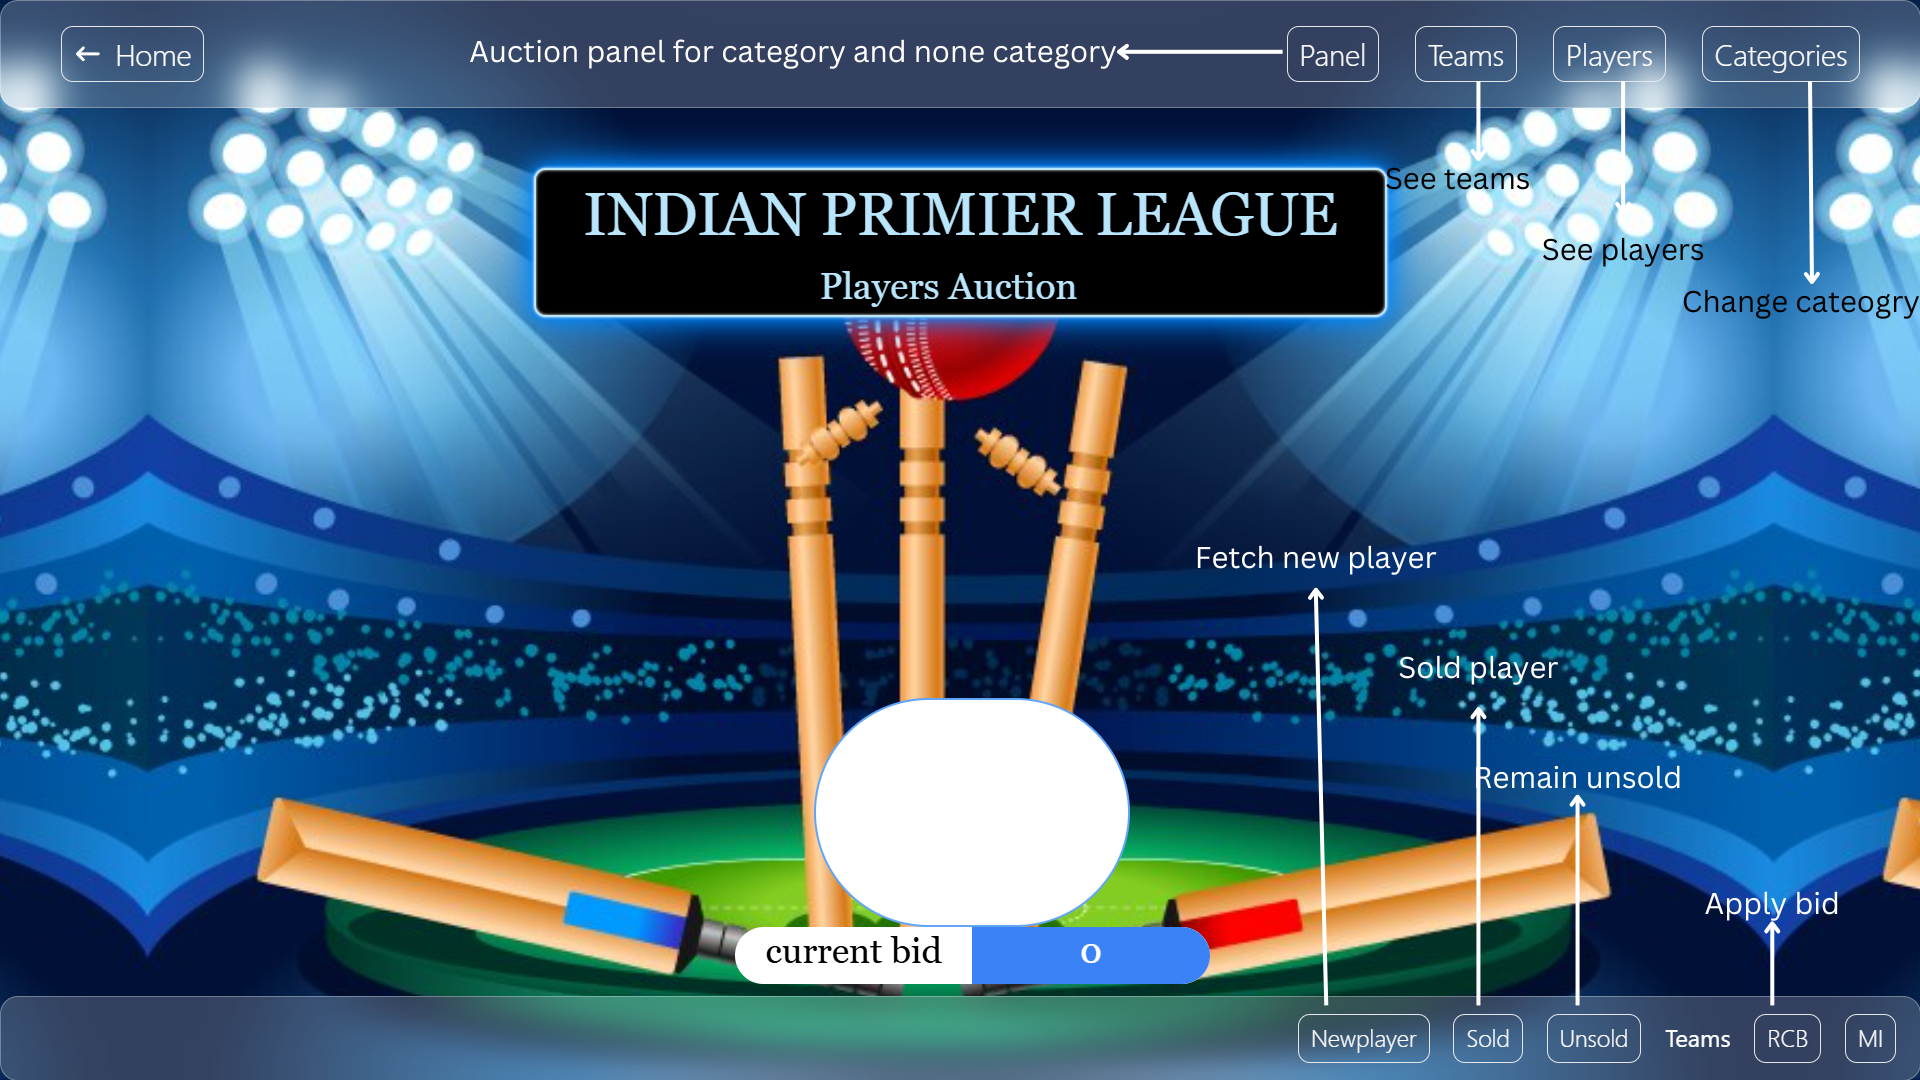 Home
Auction panel for category and none category
Panel
Teams
Players
Categories
See teams
See players
Change cateogry
INDIAN PRIMIER LEAGUE
Players Auction
Fetch new player
Sold player
Remain unsold
Apply bid
current bid
0
Newplayer
Sold
Unsold
Teams
RCB
MI